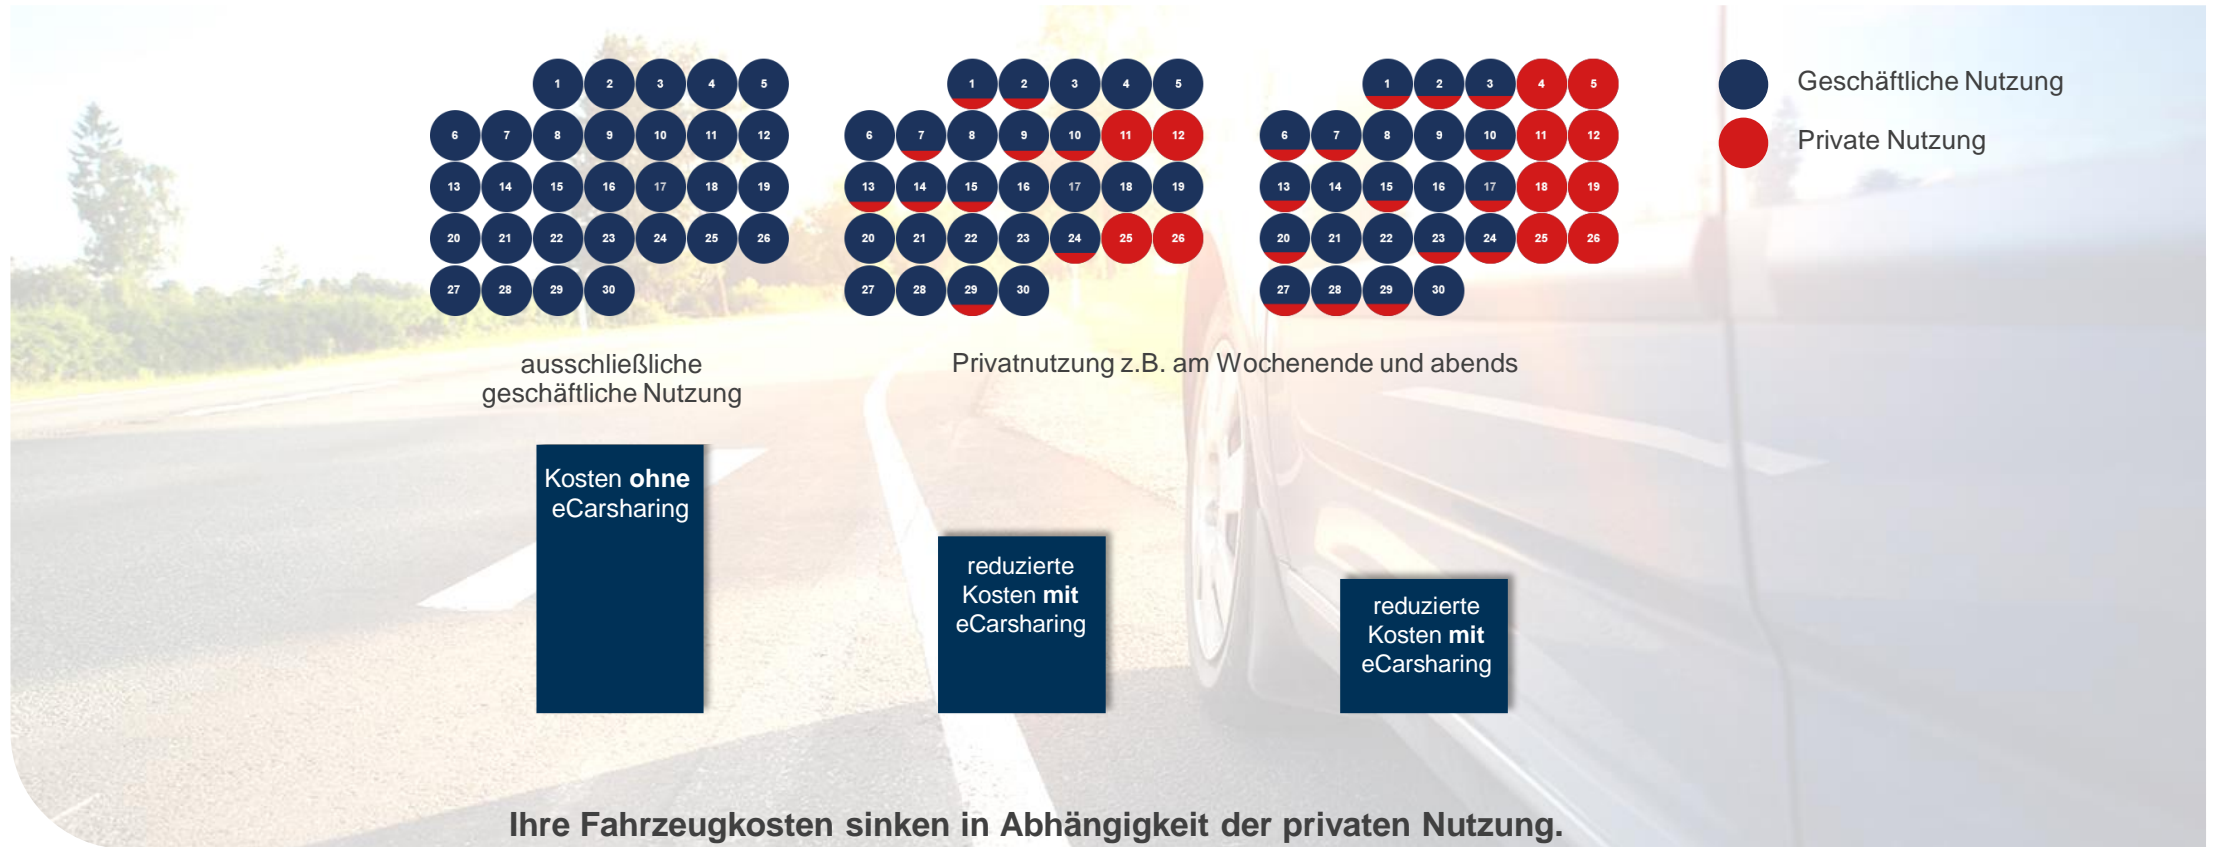 1 2 3 4 5
6 7 8 9 10 11 12
13 14 15 16 17 18 19
20 21 22 23 24 25 26
27 28 29 30
1 2 3 4 5
6 7 8 9 10 11 12
13 14 15 16 17 18 19
20 21 22 23 24 25 26
27 28 29 30
1 2 3 4 5
6 7 8 9 10 11 12
13 14 15 16 17 18 19
20 21 22 23 24 25 26
27 28 29 30
Geschäftliche Nutzung
Private Nutzung
ausschließliche
geschäftliche Nutzung
Privatnutzung z.B. am Wochenende und abends
Kosten ohne
eCarsharing
reduzierte
Kosten mit
eCarsharing
reduzierte
Kosten mit
eCarsharing
Ihre Fahrzeugkosten sinken in Abhängigkeit der privaten Nutzung.